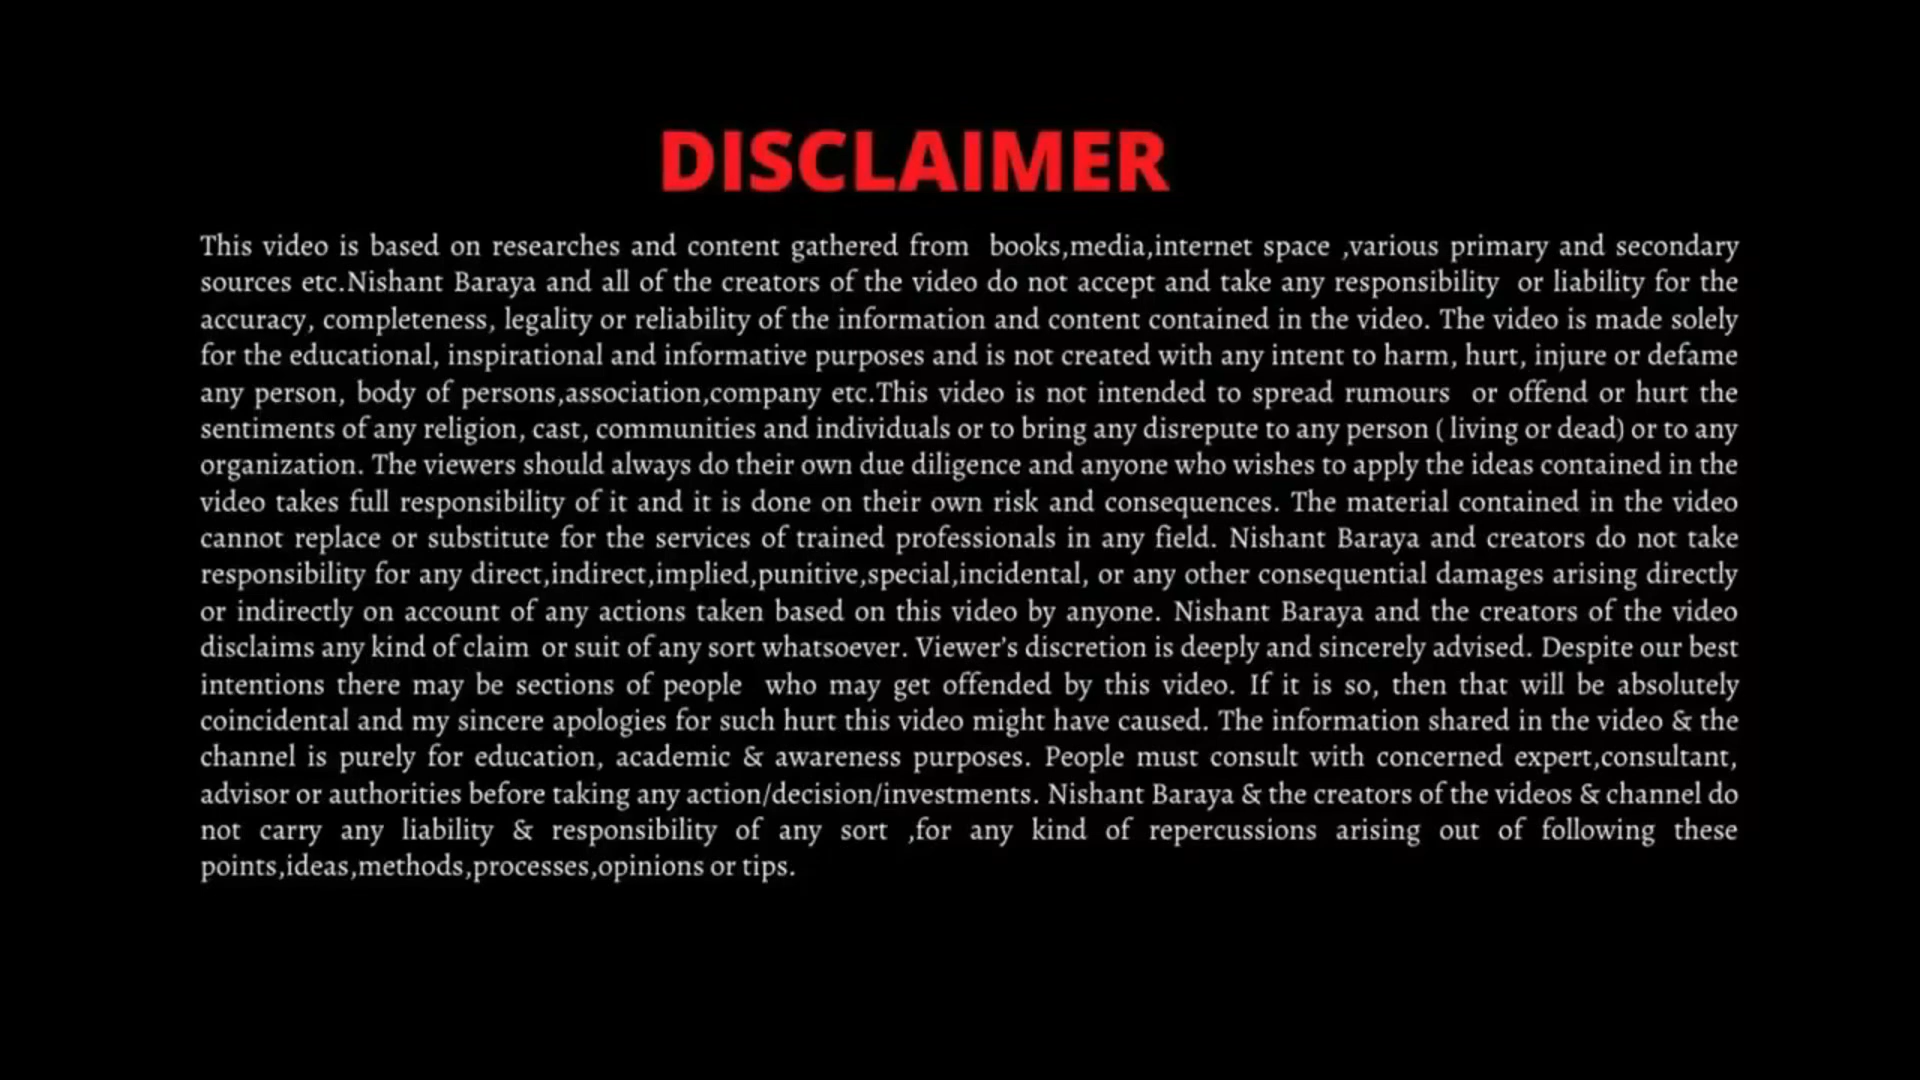 DISCLAIMER
This video is based on researches and content gathered from books,media,internet space ,various primary and secondary
sources etc.Nishant Baraya and all of the creators of the video do not accept and take any responsibility or liability for the
accuracy, completeness, legality or reliability of the information and content contained in the video. The video is made solely
for the educational, inspirational and informative purposes and is not created with any intent to harm, hurt, injure or defame
any person, body of persons,association,company etc.This video is not intended to spread rumours or offend or hurt the
sentiments of any religion, cast, communities and individuals or to bring any disrepute to any person ( living or dead) or to any
organization. The viewers should always do their own due diligence and anyone who wishes to apply the ideas contained in the
video takes full responsibility of it and it is done on their own risk and consequences. The material contained in the video
cannot replace or substitute for the services of trained professionals in any field. Nishant Baraya and creators do not take
responsibility for any direct,indirect,implied,punitive,special,incidental, or any other consequential damages arising directly
or indirectly on account of any actions taken based on this video by anyone. Nishant Baraya and the creators of the video
disclaims any kind of claim or suit of any sort whatsoever. Viewer's discretion is deeply and sincerely advised. Despite our best
intentions there may be sections of people who may get offended by this video. If it is so, then that will be absolutely
coincidental and my sincere apologies for such hurt this video might have caused. The information shared in the video & the
channel is purely for education, academic & awareness purposes. People must consult with concerned expert,consultant,
advisor or authorities before taking any action/decision/investments. Nishant Baraya & the creators of the videos & channel do
not carry any liability & responsibility of any sort ,for any kind of repercussions arising out of following these
points,ideas,methods,processes,opinions or tips.